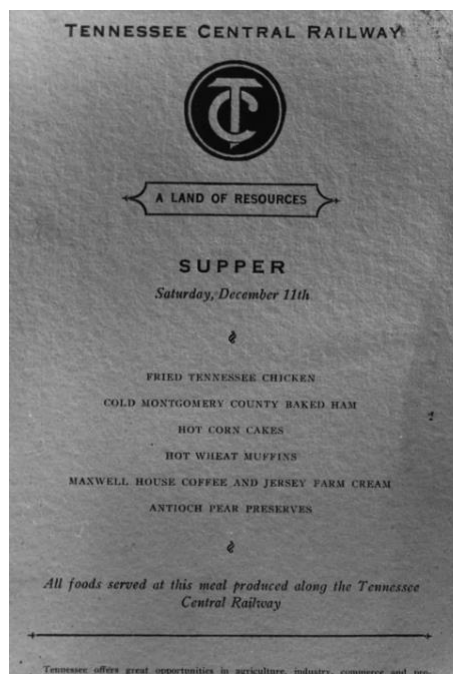 TENNESSEE CENTRAL RAILWAY
TC
A LAND OF RESOURCES
SUPPER
Saturday, December 11th
FRIED TENNESSEE CHICKEN
COLD MONTGOMERY COUNTY BAKED HAM
HOT CORN CAKES
HOT WHEAT MUFFINS
MAXWELL HOUSE COFFEE AND JERSEY FARM CREAM
ANTIOCH PEAR PRESERVES
All foods served at this meal produced along the Tennessee
Central Railway
Tennessee offers great opportunities in agriculture, industry, commerce and pro-